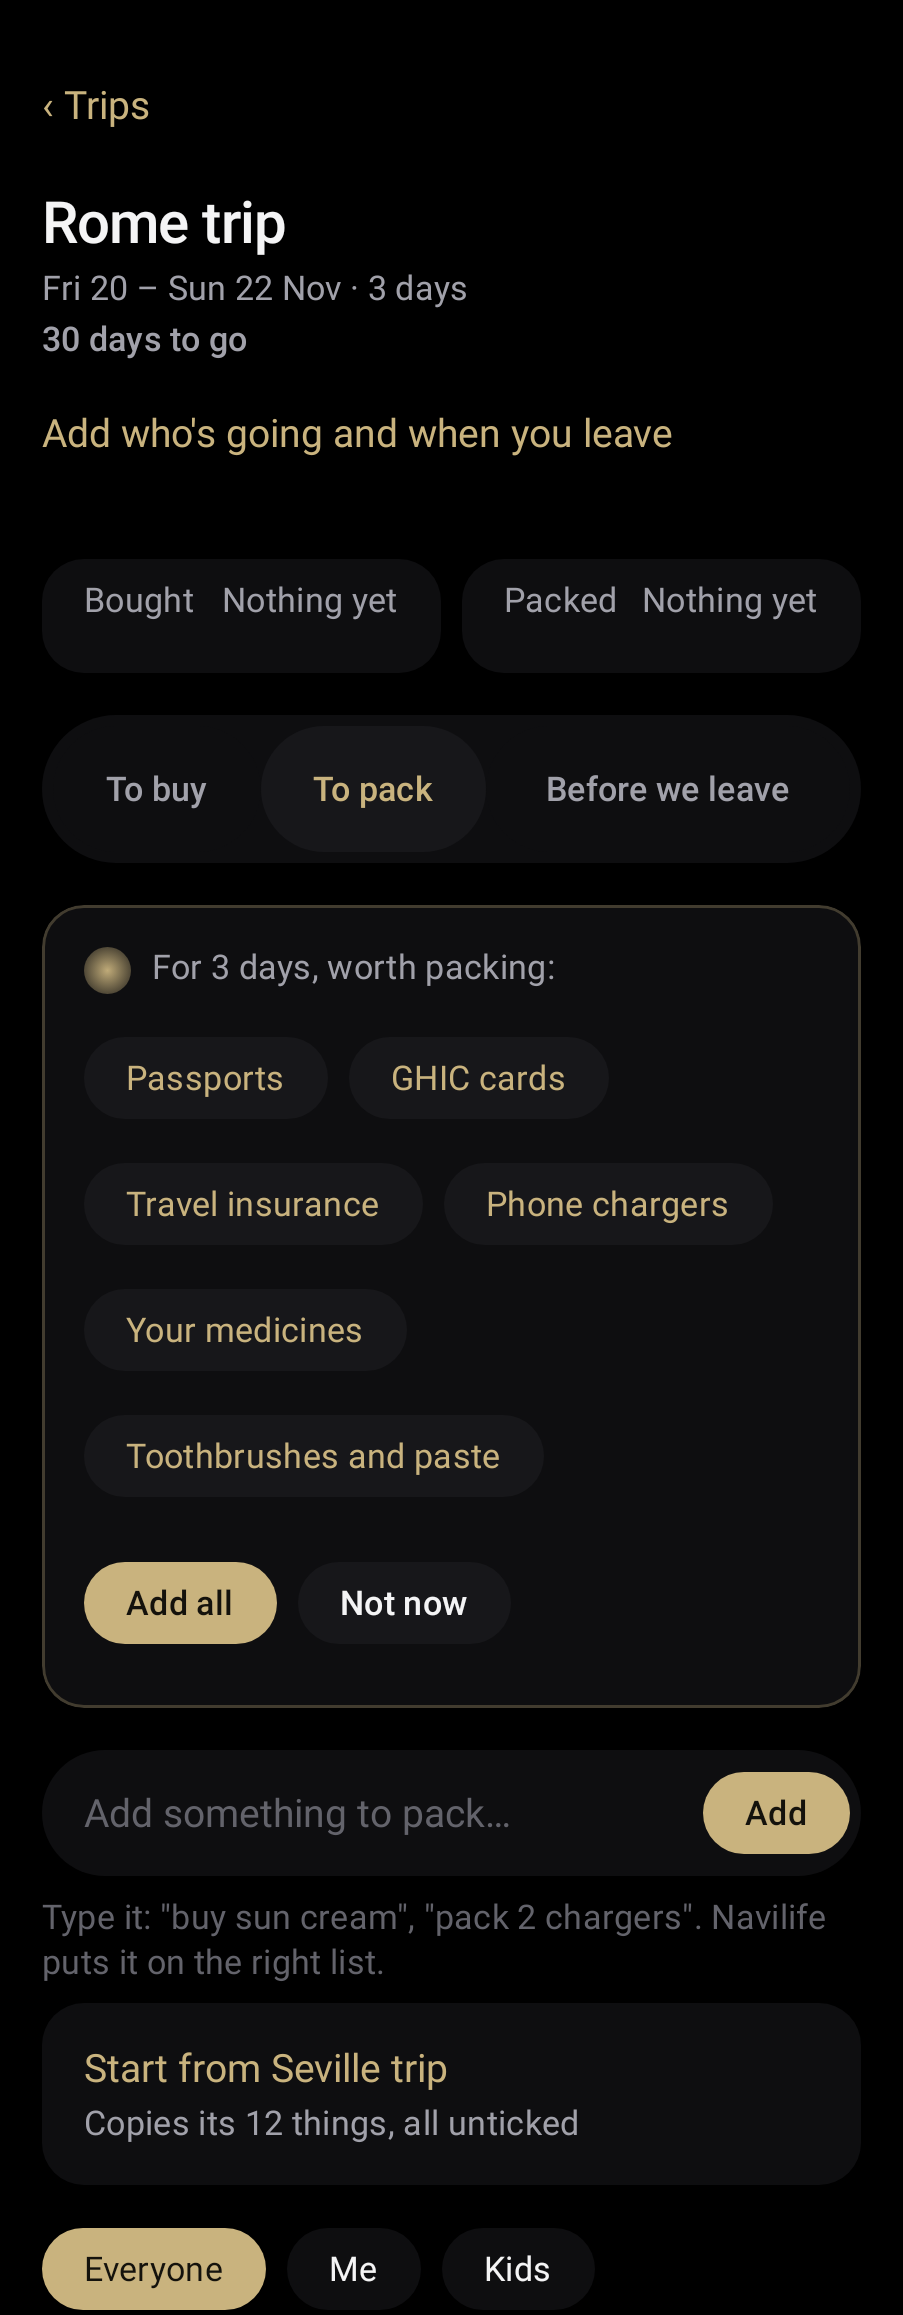 ‹ Trips
Rome trip
Fri 20 – Sun 22 Nov · 3 days
30 days to go
Add who's going and when you leave
Bought Nothing yet
Packed Nothing yet
To buy
To pack
Before we leave
For 3 days, worth packing:
Passports
GHIC cards
Travel insurance
Phone chargers
Your medicines
Toothbrushes and paste
Add all
Not now
Add something to pack…
Add
Type it: "buy sun cream", "pack 2 chargers". Navilife
puts it on the right list.
Start from Seville trip
Copies its 12 things, all unticked
Everyone
Me
Kids